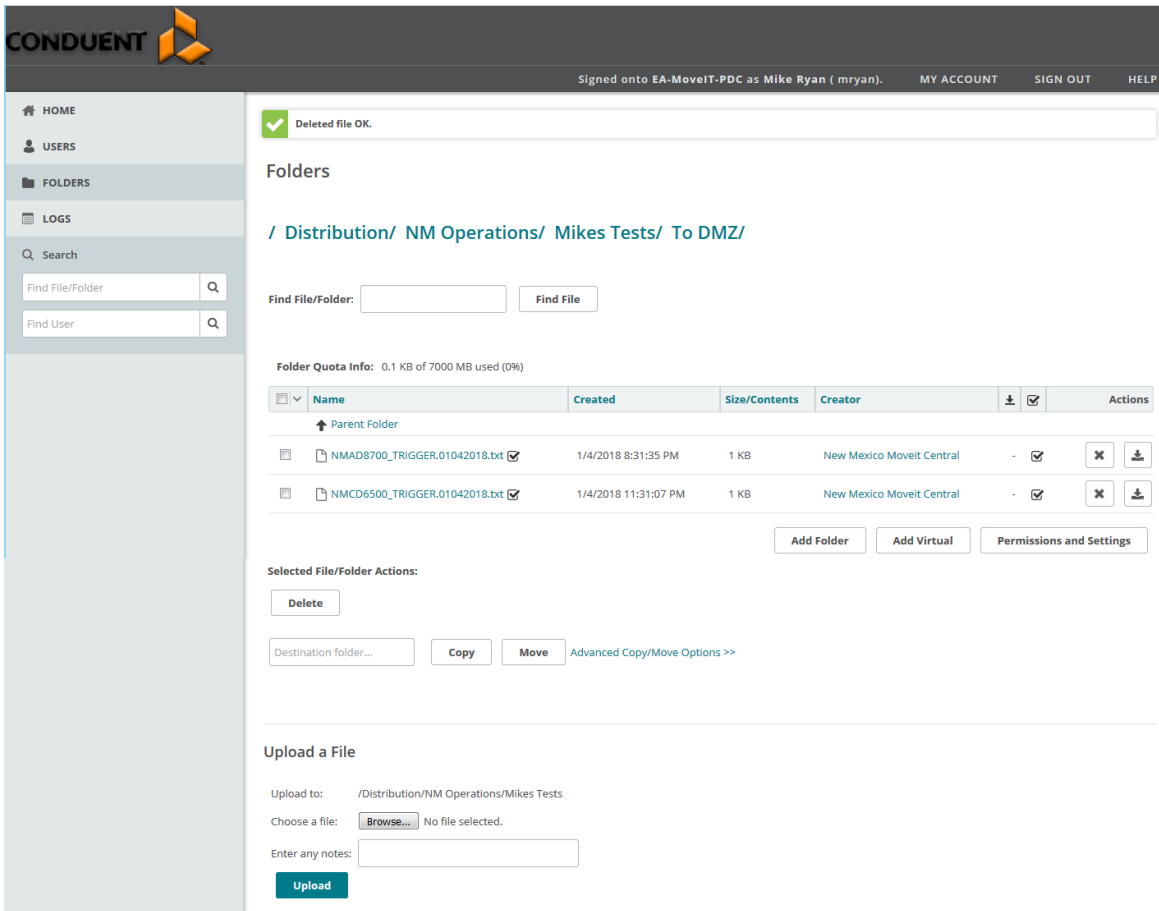 CONDUENT
Signed onto EA-MoveIT-PDC as Mike Ryan ( mryan). MY ACCOUNT SIGN OUT HELP
HOME
USERS
FOLDERS
LOGS
Search
Find File/Folder
Find User
Deleted file OK.
Folders
/ Distribution/ NM Operations/ Mikes Tests/ To DMZ/
Find File/Folder: Find File
Folder Quota Info: 0.1 KB of 7000 MB used (0%)
Name Created Size/Contents Creator Actions
Parent Folder
NMAD8700_TRIGGER.01042018.txt 1/4/2018 8:31:35 PM 1 KB New Mexico Moveit Central -
NMCD6500_TRIGGER.01042018.txt 1/4/2018 11:31:07 PM 1 KB New Mexico Moveit Central -
Add Folder Add Virtual Permissions and Settings
Selected File/Folder Actions:
Delete
Destination folder... Copy Move Advanced Copy/Move Options >>
Upload a File
Upload to: /Distribution/NM Operations/Mikes Tests
Choose a file: Browse... No file selected.
Enter any notes:
Upload